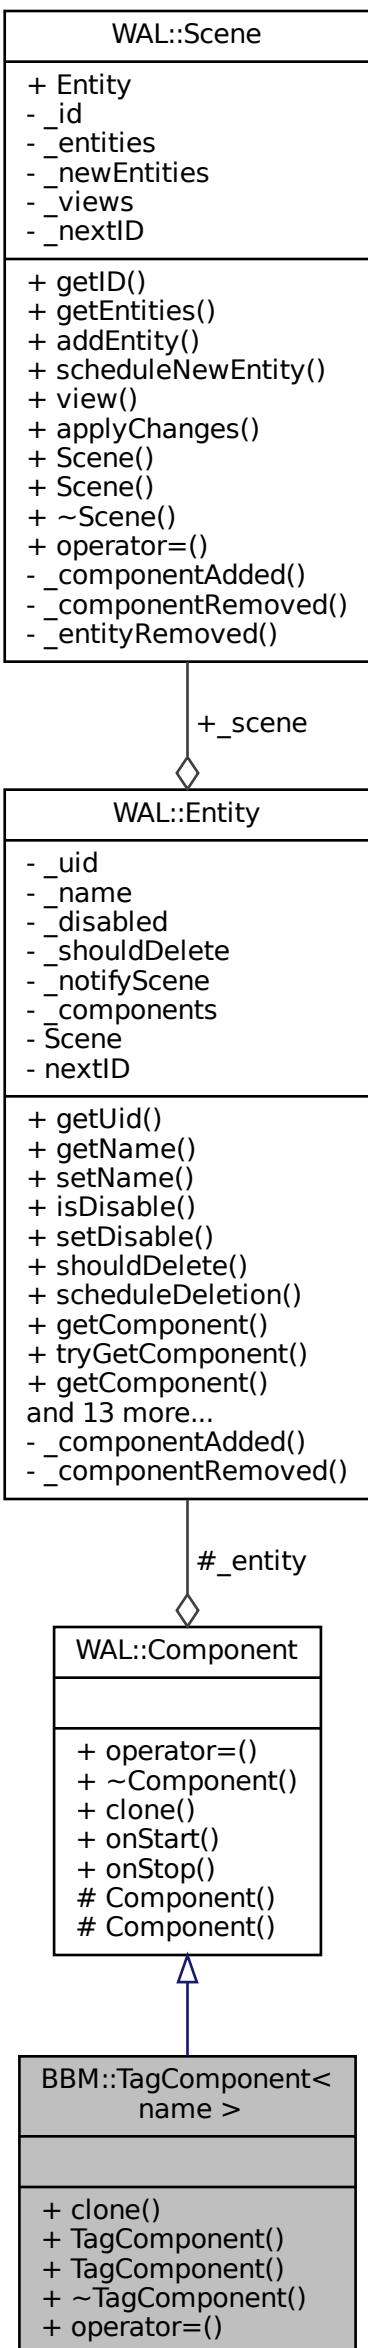 WAL::Scene
+ Entity
- _id
- _entities
- _newEntities
- _views
- _nextID
+ getID()
+ getEntities()
+ addEntity()
+ scheduleNewEntity()
+ view()
+ applyChanges()
+ Scene()
+ Scene()
+ ~Scene()
+ operator=()
- _componentAdded()
- _componentRemoved()
- _entityRemoved()
+_scene
WAL::Entity
- _uid
- _name
- _disabled
- _shouldDelete
- _notifyScene
- _components
- Scene
- nextID
+ getUid()
+ getName()
+ setName()
+ isDisable()
+ setDisable()
+ shouldDelete()
+ scheduleDeletion()
+ getComponent()
+ tryGetComponent()
+ getComponent()
and 13 more...
- _componentAdded()
- _componentRemoved()
#_entity
WAL::Component
+ operator=()
+ ~Component()
+ clone()
+ onStart()
+ onStop()
# Component()
# Component()
BBM::TagComponent<
name >
+ clone()
+ TagComponent()
+ TagComponent()
+ ~TagComponent()
+ operator=()